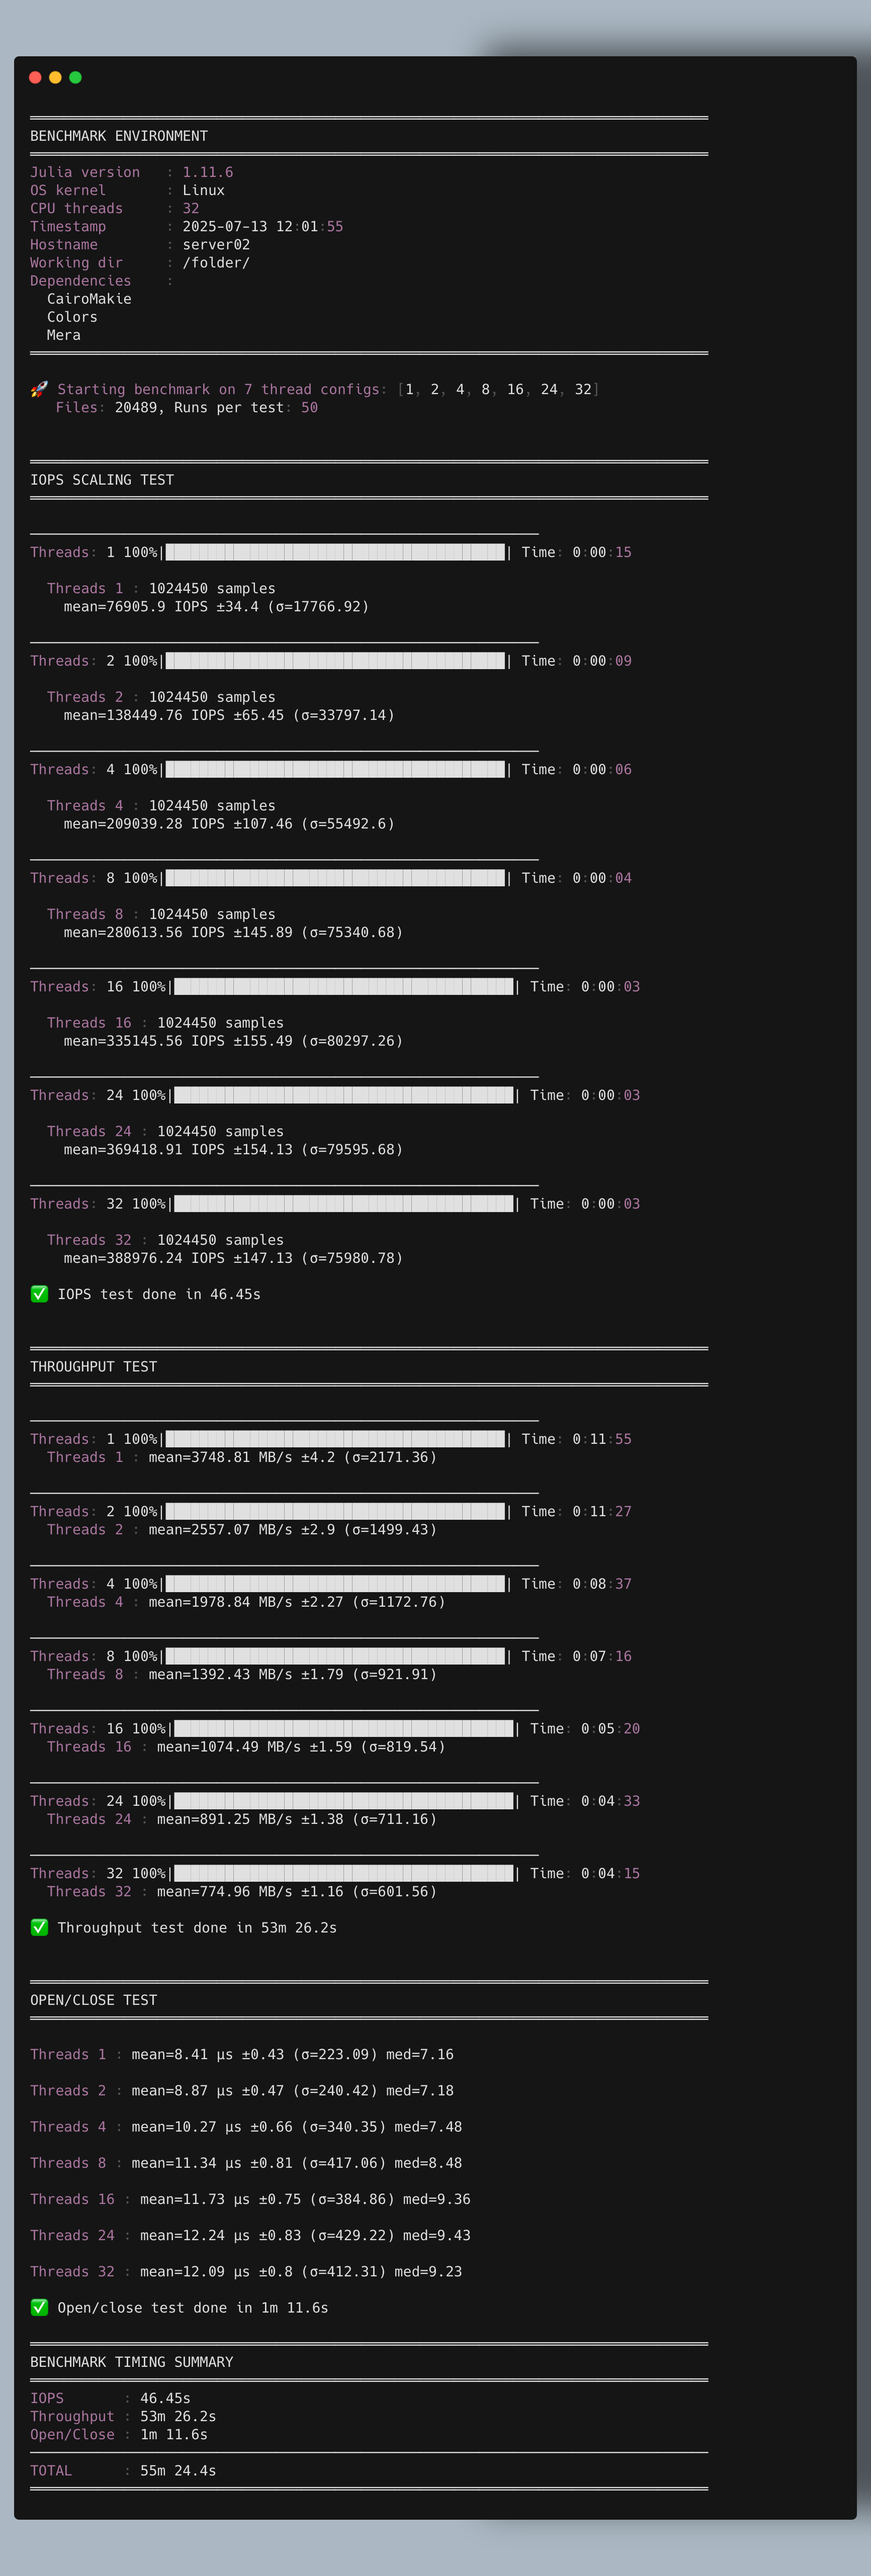 BENCHMARK ENVIRONMENT
Julia version : 1.11.6
OS kernel : Linux
CPU threads : 32
Timestamp : 2025-07-13 12:01:55
Hostname : server02
Working dir : /folder/
Dependencies :
CairoMakie
Colors
Mera
🚀 Starting benchmark on 7 thread configs: [1, 2, 4, 8, 16, 24, 32]
Files: 20489, Runs per test: 50
IOPS SCALING TEST
Threads: 1 100%|████████████████████████████████████████| Time: 0:00:15
Threads 1 : 1024450 samples
mean=76905.9 IOPS ±34.4 (σ=17766.92)
Threads: 2 100%|████████████████████████████████████████| Time: 0:00:09
Threads 2 : 1024450 samples
mean=138449.76 IOPS ±65.45 (σ=33797.14)
Threads: 4 100%|████████████████████████████████████████| Time: 0:00:06
Threads 4 : 1024450 samples
mean=209039.28 IOPS ±107.46 (σ=55492.6)
Threads: 8 100%|████████████████████████████████████████| Time: 0:00:04
Threads 8 : 1024450 samples
mean=280613.56 IOPS ±145.89 (σ=75340.68)
Threads: 16 100%|████████████████████████████████████████| Time: 0:00:03
Threads 16 : 1024450 samples
mean=335145.56 IOPS ±155.49 (σ=80297.26)
Threads: 24 100%|████████████████████████████████████████| Time: 0:00:03
Threads 24 : 1024450 samples
mean=369418.91 IOPS ±154.13 (σ=79595.68)
Threads: 32 100%|████████████████████████████████████████| Time: 0:00:03
Threads 32 : 1024450 samples
mean=388976.24 IOPS ±147.13 (σ=75980.78)
✅ IOPS test done in 46.45s
THROUGHPUT TEST
Threads: 1 100%|████████████████████████████████████████| Time: 0:11:55
Threads 1 : mean=3748.81 MB/s ±4.2 (σ=2171.36)
Threads: 2 100%|████████████████████████████████████████| Time: 0:11:27
Threads 2 : mean=2557.07 MB/s ±2.9 (σ=1499.43)
Threads: 4 100%|████████████████████████████████████████| Time: 0:08:37
Threads 4 : mean=1978.84 MB/s ±2.27 (σ=1172.76)
Threads: 8 100%|████████████████████████████████████████| Time: 0:07:16
Threads 8 : mean=1392.43 MB/s ±1.79 (σ=921.91)
Threads: 16 100%|████████████████████████████████████████| Time: 0:05:20
Threads 16 : mean=1074.49 MB/s ±1.59 (σ=819.54)
Threads: 24 100%|████████████████████████████████████████| Time: 0:04:33
Threads 24 : mean=891.25 MB/s ±1.38 (σ=711.16)
Threads: 32 100%|████████████████████████████████████████| Time: 0:04:15
Threads 32 : mean=774.96 MB/s ±1.16 (σ=601.56)
✅ Throughput test done in 53m 26.2s
OPEN/CLOSE TEST
Threads 1 : mean=8.41 µs ±0.43 (σ=223.09) med=7.16
Threads 2 : mean=8.87 µs ±0.47 (σ=240.42) med=7.18
Threads 4 : mean=10.27 µs ±0.66 (σ=340.35) med=7.48
Threads 8 : mean=11.34 µs ±0.81 (σ=417.06) med=8.48
Threads 16 : mean=11.73 µs ±0.75 (σ=384.86) med=9.36
Threads 24 : mean=12.24 µs ±0.83 (σ=429.22) med=9.43
Threads 32 : mean=12.09 µs ±0.8 (σ=412.31) med=9.23
✅ Open/close test done in 1m 11.6s
BENCHMARK TIMING SUMMARY
IOPS : 46.45s
Throughput : 53m 26.2s
Open/Close : 1m 11.6s
TOTAL : 55m 24.4s